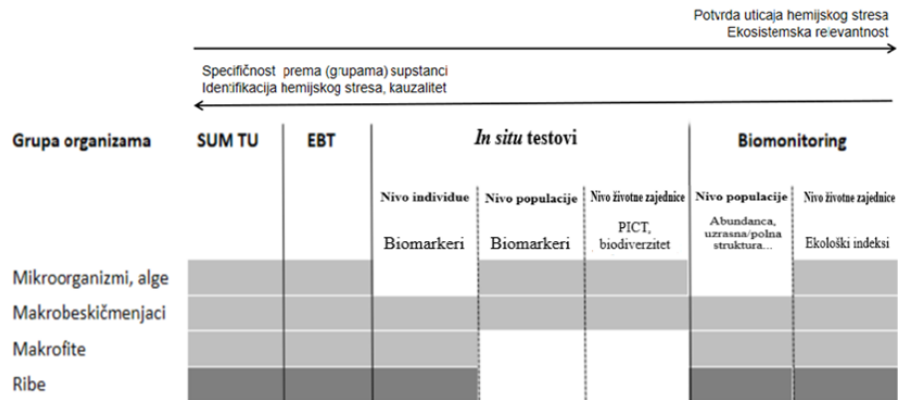 Potvrda uticaja hemijskog stresa
Ekosistemska relevantnost
Specifičnost prema (grupama) supstanci
Identifikacija hemijskog stresa, kauzalitet
Grupa organizama SUM TU EBT In situ testovi Biomonitoring
Nivo individue Nivo populacije Nivo životne zajednice Nivo populacije Nivo životne zajednice
Biomarkeri Biomarkeri
PICT,
biodiverzitet
Abundanca,
uzrasna/polna
struktura...
Ekološki indeksi
Mikroorganizmi, alge
Makrobeskičmenjaci
Makrofite
Ribe